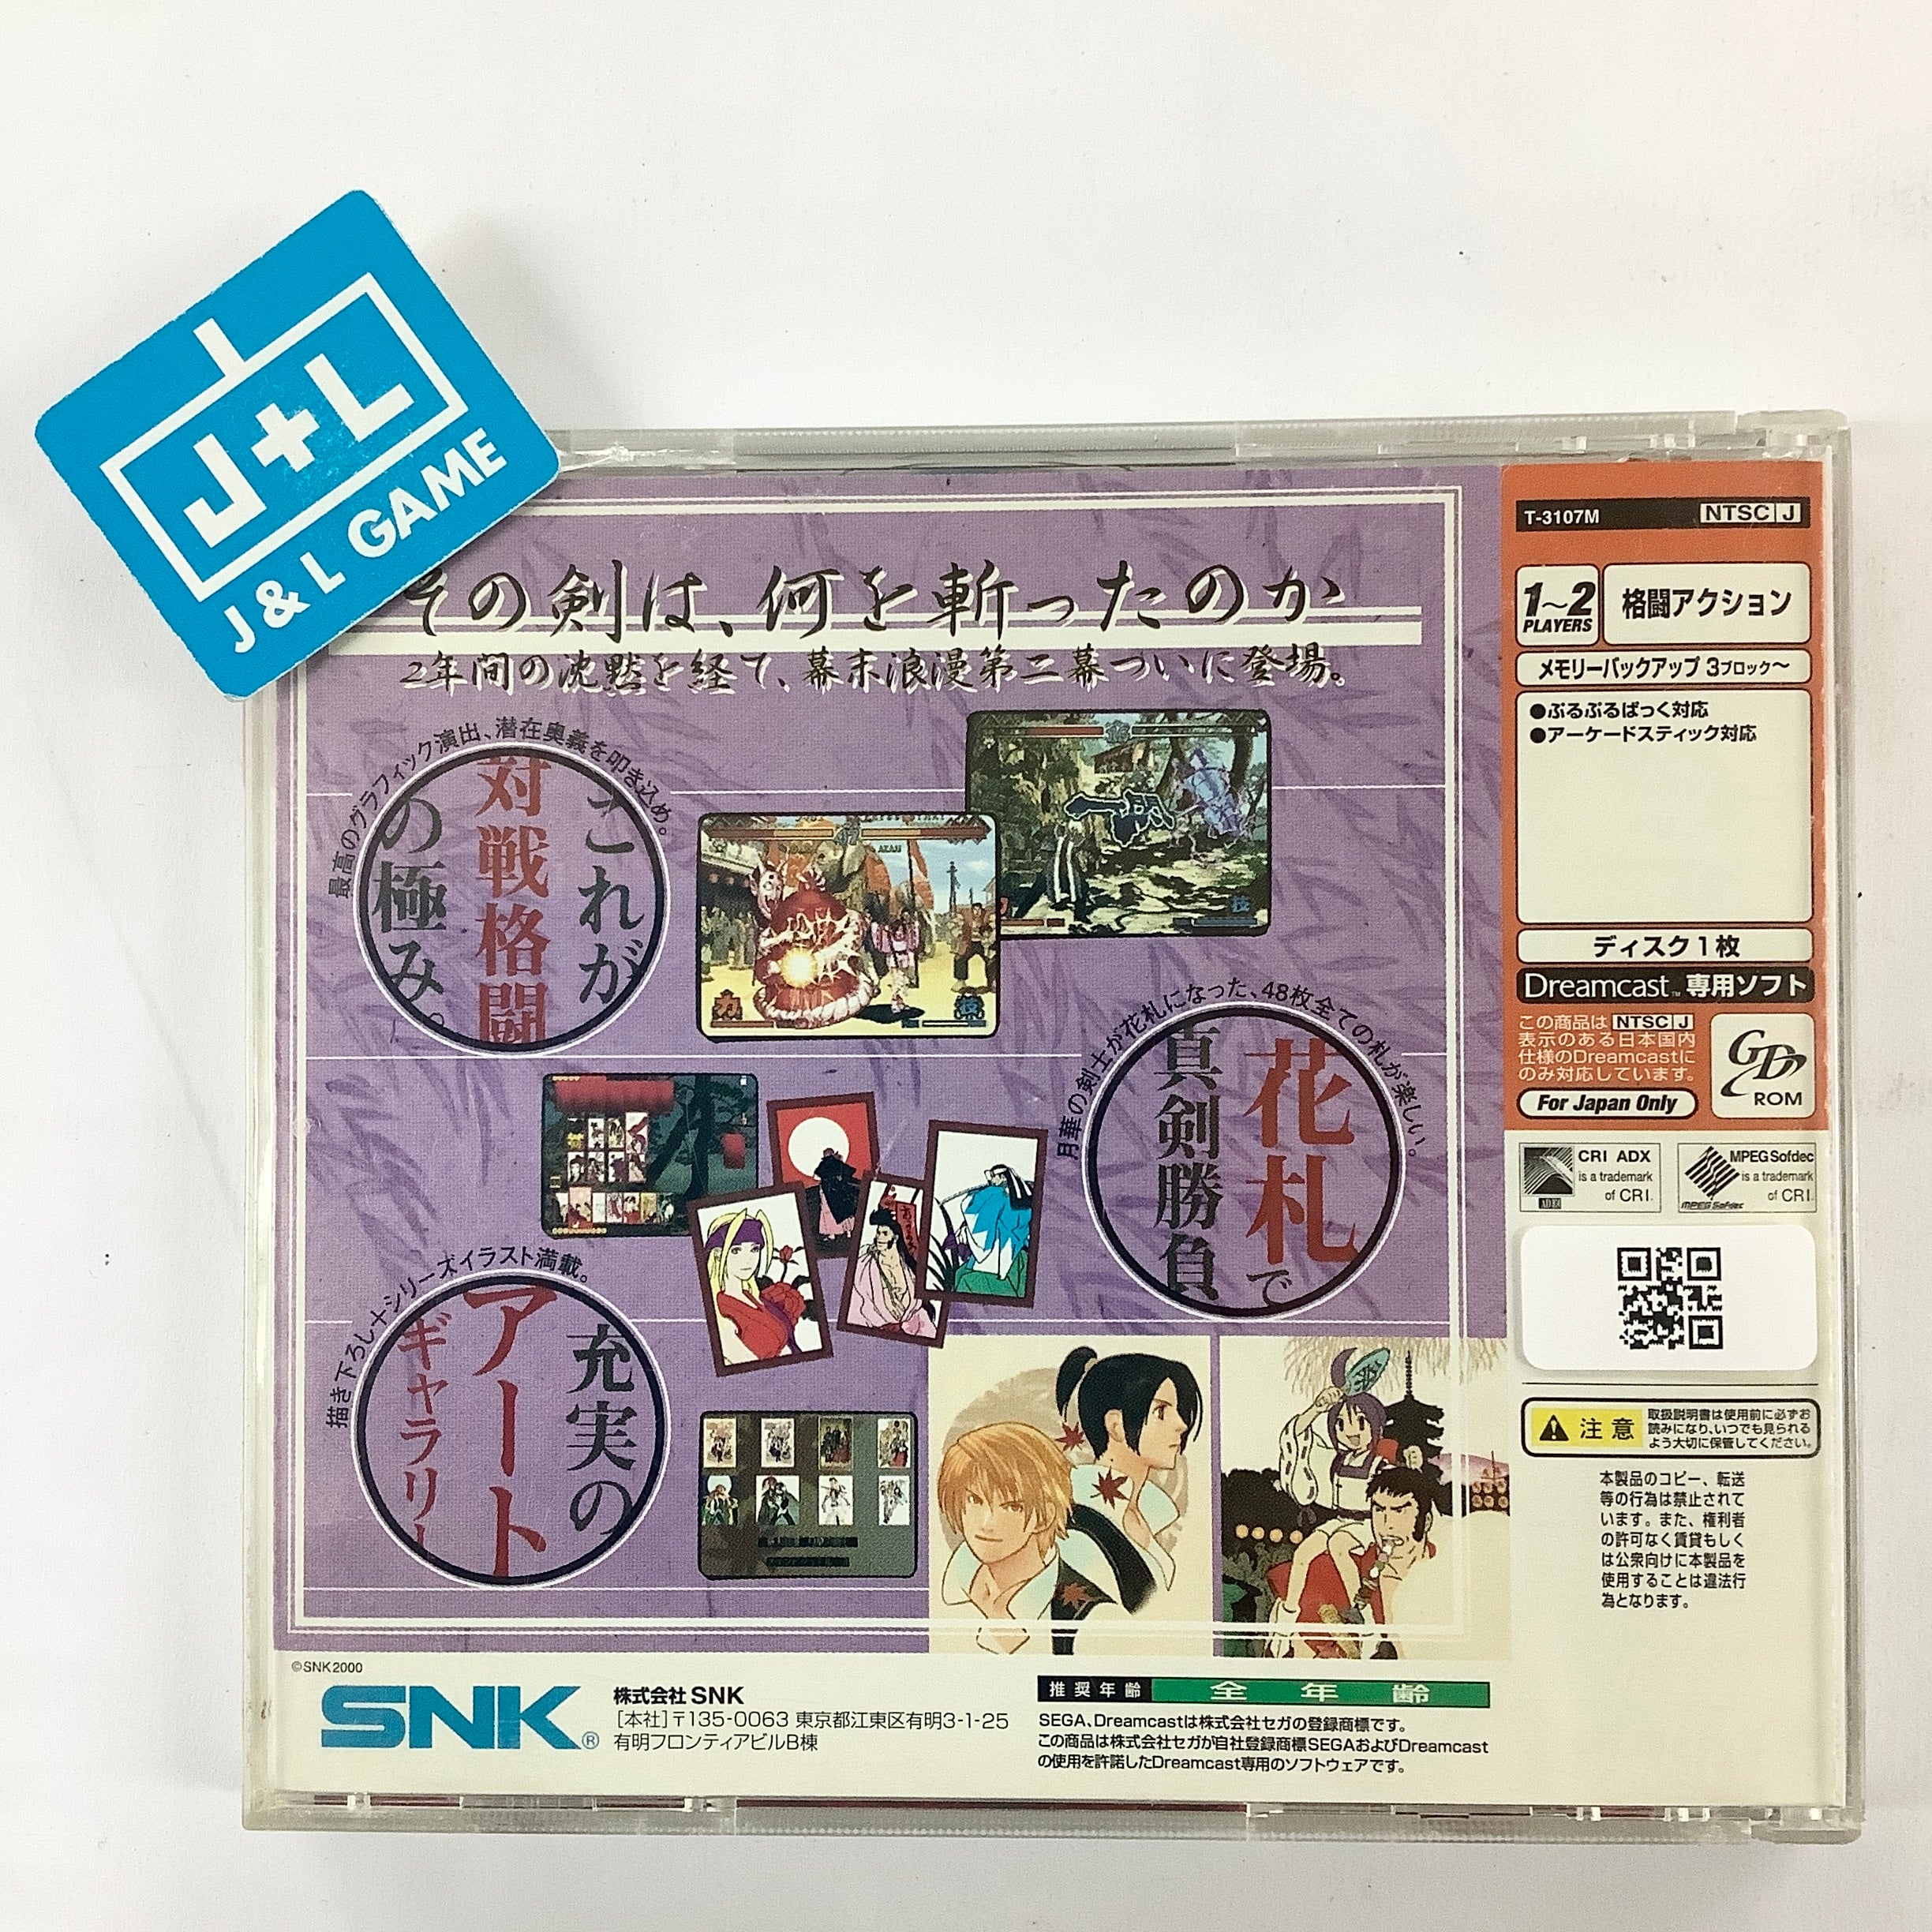 J+L
J & L GAME
その剣は、何を斬ったのか
2年間の沈黙を経て、幕末浪漫第二幕ついに登場。
最高のグラフィック演出、潜在奥義を叩き込め。
これが
対戦格闘
の極み。
月華の剣士が花札になった、48枚全ての札が楽しい。
花札で
真剣勝負
描き下ろし+シリーズイラスト満載。
充実の
アート
ギャラリー
©SNK2000
SNK®
株式会社 SNK
[本社]〒135-0063 東京都江東区有明3-1-25
有明フロンティアビルB棟
推奨年齢 全年齢
SEGA、Dreamcastは株式会社セガの登録商標です。
この商品は株式会社セガが自社登録商標SEGAおよびDreamcast
の使用を許諾したDreamcast専用のソフトウェアです。
T-3107M NTSC J
1~2
PLAYERS
格闘アクション
メモリーバックアップ 3ブロック〜
●ぷるぷるぱっく対応
●アーケードスティック対応
ディスク1枚
Dreamcast™ 専用ソフト
この商品は NTSC J
表示のある日本国内
仕様のDreamcastに
のみ対応しています。
For Japan Only
GD
ROM
CRI ADX
is a trademark
of CRI.
MPEG Sofdec
is a trademark
of CRI.
注意
取扱説明書は使用前に必ずお
読みになり、いつでも見られる
よう大切に保管してください。
本製品のコピー、転送
等の行為は禁止されて
います。また、権利者
の許可なく賃貸もしく
は公衆向けに本製品を
使用することは違法行
為となります。